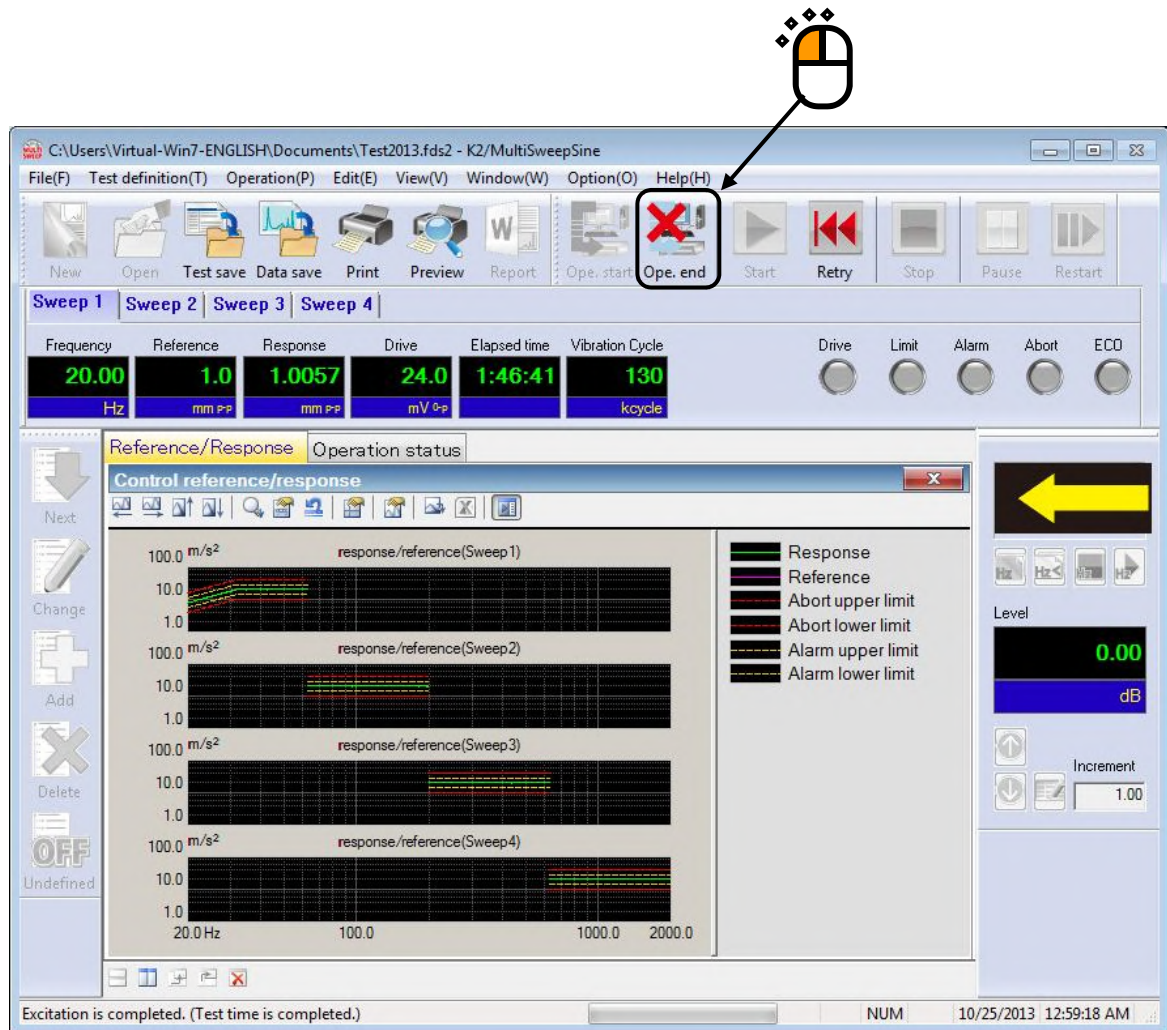 C:\Users\Virtual-Win7-ENGLISH\Documents\Test2013.fds2 - K2/MultiSweepSine
File(F) Test definition(T) Operation(P) Edit(E) View(V) Window(W) Option(O) Help(H)
New Open Test save Data save Print Preview Report Ope. start Ope. end Start Retry Stop Pause Restart
Sweep 1 Sweep 2 Sweep 3 Sweep 4
Frequency Reference Response Drive Elapsed time Vibration Cycle Drive Limit Alarm Abort ECO
20.00 1.0 1.0057 24.0 1:46:41 130
Hz mm P-P mm P-P mV 0-P kcycle
Reference/Response Operation status
Control reference/response
Next
Change
Add
Delete
OFF
Undefined
100.0 m/s² response/reference(Sweep1)
10.0
1.0
100.0 m/s² response/reference(Sweep2)
10.0
1.0
100.0 m/s² response/reference(Sweep3)
10.0
1.0
100.0 m/s² response/reference(Sweep4)
10.0
1.0
20.0 Hz 100.0 1000.0 2000.0
Response
Reference
Abort upper limit
Abort lower limit
Alarm upper limit
Alarm lower limit
Hz Hz< Hz Hz
Level
0.00
dB
Increment
1.00
Excitation is completed. (Test time is completed.) NUM 10/25/2013 12:59:18 AM